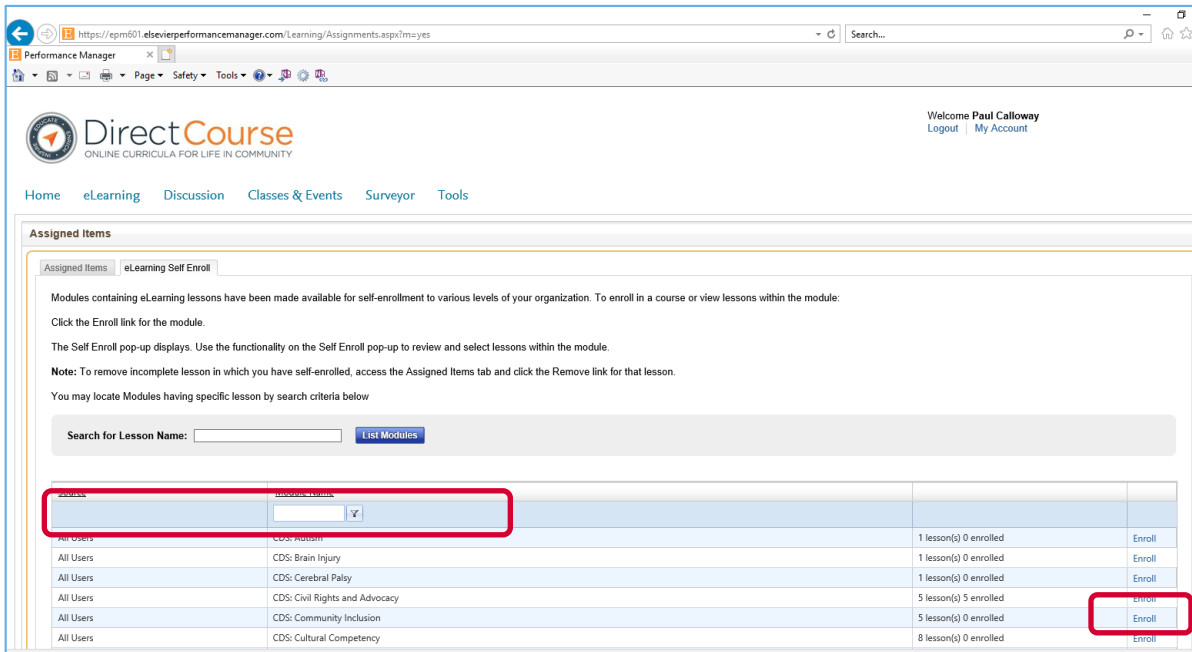 https://epm601.elsevierperformancemanager.com/Learning/Assignments.aspx?m=yes
Search...
Performance Manager
Page Safety Tools
EDUCATE ENRICH INSPIRE
DirectCourse
ONLINE CURRICULA FOR LIFE IN COMMUNITY
Welcome Paul Calloway
Logout | My Account
Home eLearning Discussion Classes & Events Surveyor Tools
Assigned Items
Assigned Items eLearning Self Enroll
Modules containing eLearning lessons have been made available for self-enrollment to various levels of your organization. To enroll in a course or view lessons within the module:
Click the Enroll link for the module.
The Self Enroll pop-up displays. Use the functionality on the Self Enroll pop-up to review and select lessons within the module.
Note: To remove incomplete lesson in which you have self-enrolled, access the Assigned Items tab and click the Remove link for that lesson.
You may locate Modules having specific lesson by search criteria below
Search for Lesson Name: List Modules
Source Module Name
All Users CDS: Autism 1 lesson(s) 0 enrolled Enroll
All Users CDS: Brain Injury 1 lesson(s) 0 enrolled Enroll
All Users CDS: Cerebral Palsy 1 lesson(s) 0 enrolled Enroll
All Users CDS: Civil Rights and Advocacy 5 lesson(s) 5 enrolled Enroll
All Users CDS: Community Inclusion 5 lesson(s) 0 enrolled Enroll
All Users CDS: Cultural Competency 8 lesson(s) 0 enrolled Enroll